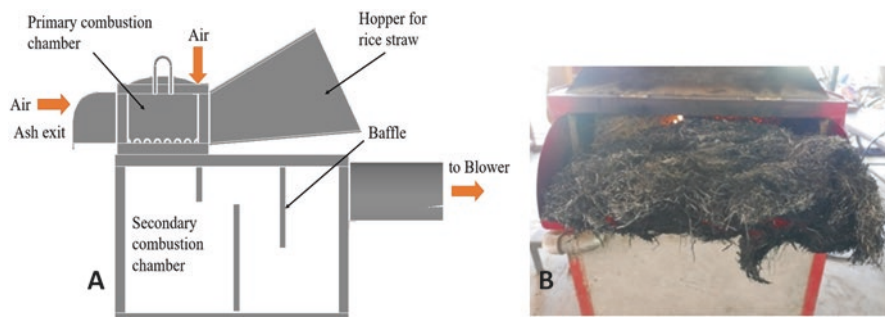 Primary combustion
chamber
Air
Hopper for
rice straw
Air
Ash exit
Baffle
to Blower
Secondary
combustion
chamber
A
B